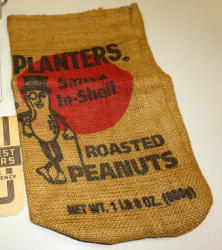 PLANTERS®
Salted
In-Shell
ROASTED
PEANUTS
NET WT. 1 LB 8 OZ. (680g)